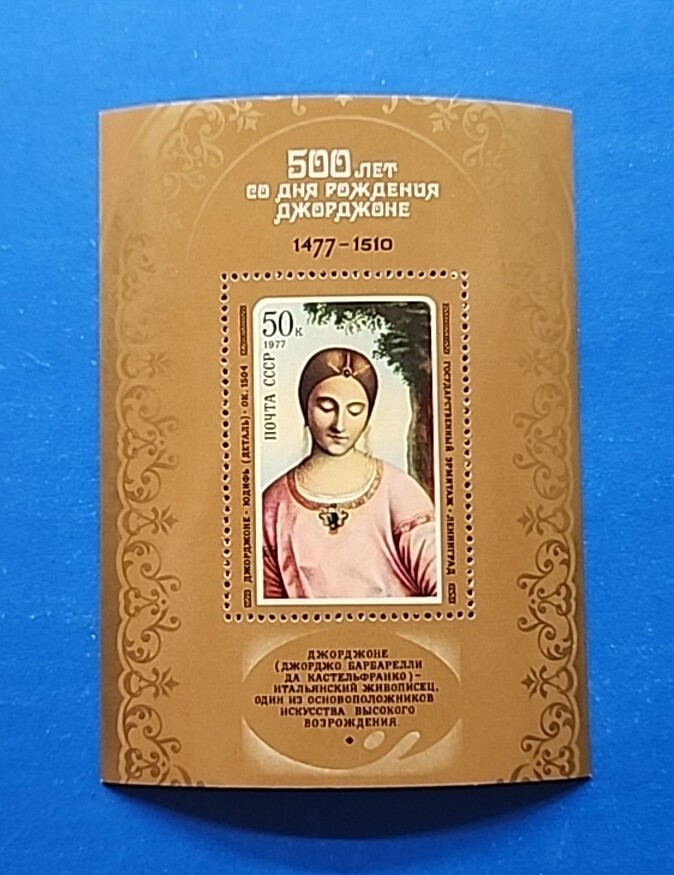 500 ЛЕТ
СО ДНЯ РОЖДЕНИЯ
ДЖОРДЖОНЕ
1477-1510
50 К
1977
ПОЧТА СССР
ДЖОРДЖОНЕ · ЮДИФЬ (ДЕТАЛЬ) · ОК. 1504
ГОСУДАРСТВЕННЫЙ ЭРМИТАЖ · ЛЕНИНГРАД
ДЖОРДЖОНЕ
(ДЖОРДЖО БАРБАРЕЛЛИ
ДА КАСТЕЛЬФРАНКО)-
ИТАЛЬЯНСКИЙ ЖИВОПИСЕЦ,
ОДИН ИЗ ОСНОВОПОЛОЖНИКОВ
ИСКУССТВА ВЫСОКОГО
ВОЗРОЖДЕНИЯ